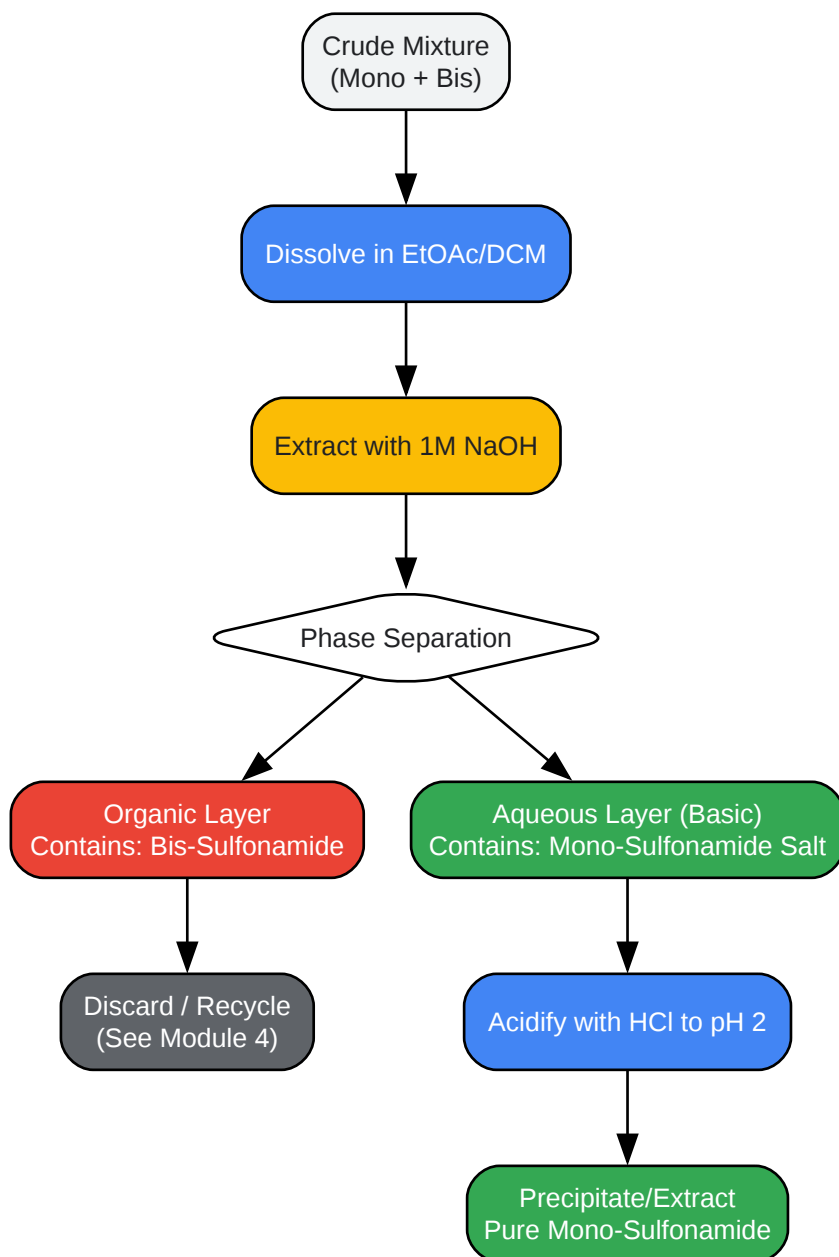 Crude Mixture
(Mono + Bis)
Dissolve in EtOAc/DCM
Extract with 1M NaOH
Phase Separation
Organic Layer
Contains: Bis-Sulfonamide
Aqueous Layer (Basic)
Contains: Mono-Sulfonamide Salt
Discard / Recycle
(See Module 4)
Acidify with HCl to pH 2
Precipitate/Extract
Pure Mono-Sulfonamide